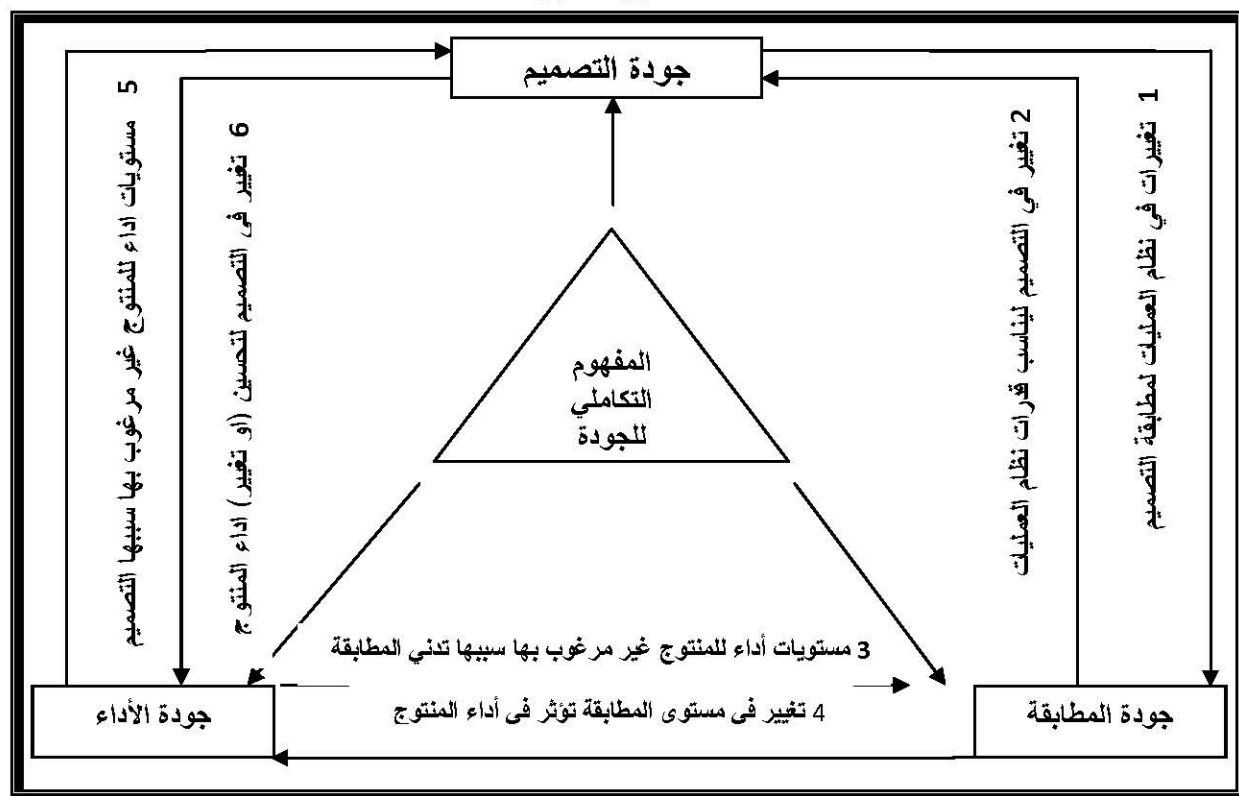 جودة التصميم
1 تغييرات في نظام العمليات لمطابقة التصميم
2 تغيير في التصميم ليناسب قدرات نظام العمليات
6 تغيير فى التصميم لتحسين (او تغيير) اداء المنتوج
5 مستويات اداء للمنتوج غير مرغوب بها سببها التصميم
المفهوم
التكاملي
للجودة
3 مستويات أداء للمنتوج غير مرغوب بها سببها تدني المطابقة
4 تغيير فى مستوى المطابقة تؤثر فى أداء المنتوج
جودة المطابقة
جودة الأداء